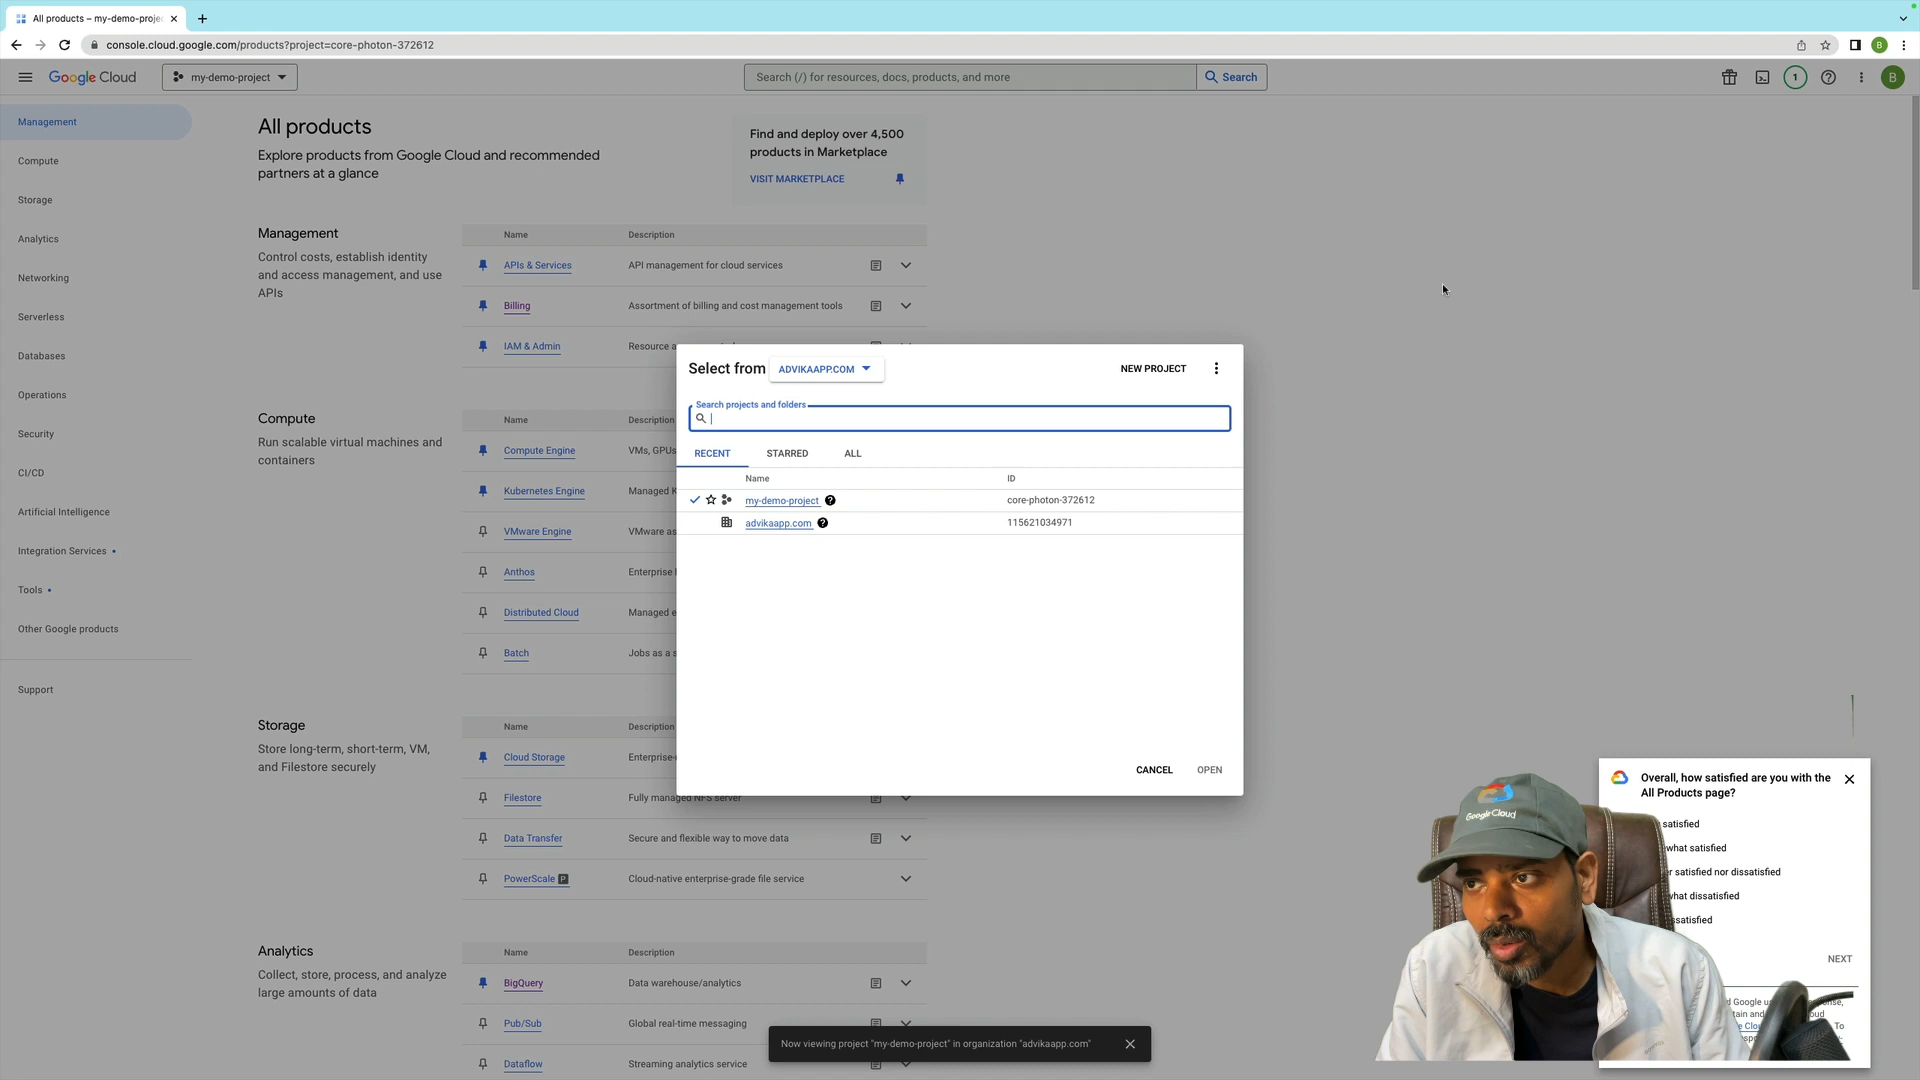 All products – my-demo-proje
console.cloud.google.com/products?project=core-photon-372612
B
Google Cloud
my-demo-project
Search (/) for resources, docs, products, and more
Search
1
B
Management
Compute
Storage
Analytics
Networking
Serverless
Databases
Operations
Security
CI/CD
Artificial Intelligence
Integration Services
Tools
Other Google products
Support
All products
Explore products from Google Cloud and recommended
partners at a glance
Find and deploy over 4,500
products in Marketplace
VISIT MARKETPLACE
Management
Control costs, establish identity
and access management, and use
APIs
Name Description
APIs & Services API management for cloud services
Billing Assortment of billing and cost management tools
IAM & Admin Resource a
Compute
Run scalable virtual machines and
containers
Name Description
Compute Engine VMs, GPUs
Kubernetes Engine Managed K
VMware Engine VMware as
Anthos Enterprise
Distributed Cloud Managed e
Batch Jobs as a s
Storage
Store long-term, short-term, VM,
and Filestore securely
Name Description
Cloud Storage Enterprise-
Filestore Fully managed NFS server
Data Transfer Secure and flexible way to move data
PowerScale P Cloud-native enterprise-grade file service
Analytics
Collect, store, process, and analyze
large amounts of data
Name Description
BigQuery Data warehouse/analytics
Pub/Sub Global real-time messaging
Dataflow Streaming analytics service
Select from ADVIKAAPP.COM NEW PROJECT
Search projects and folders
RECENT STARRED ALL
Name ID
my-demo-project core-photon-372612
advikaapp.com 115621034971
CANCEL OPEN
Now viewing project "my-demo-project" in organization "advikaapp.com"
Overall, how satisfied are you with the
All Products page?
satisfied
what satisfied
r satisfied nor dissatisfied
what dissatisfied
ssatisfied
NEXT
Google Cloud